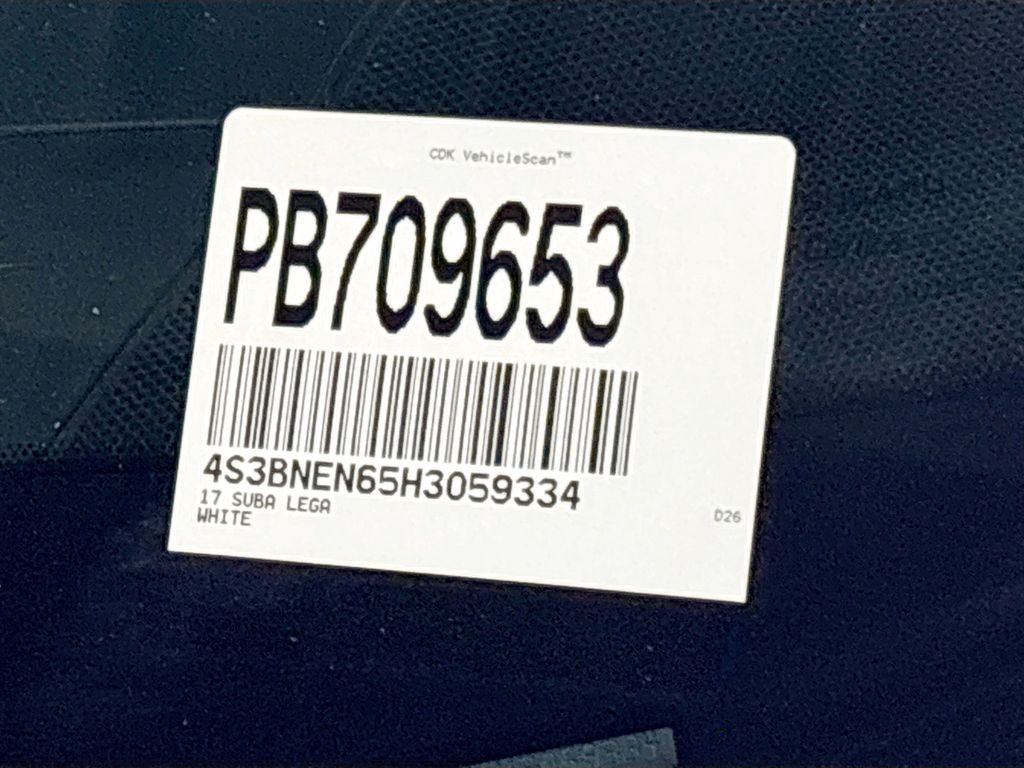 CDK VehicleScan™
PB709653
4S3BNEN65H3059334
17 SUBA LEGA
WHITE
D26